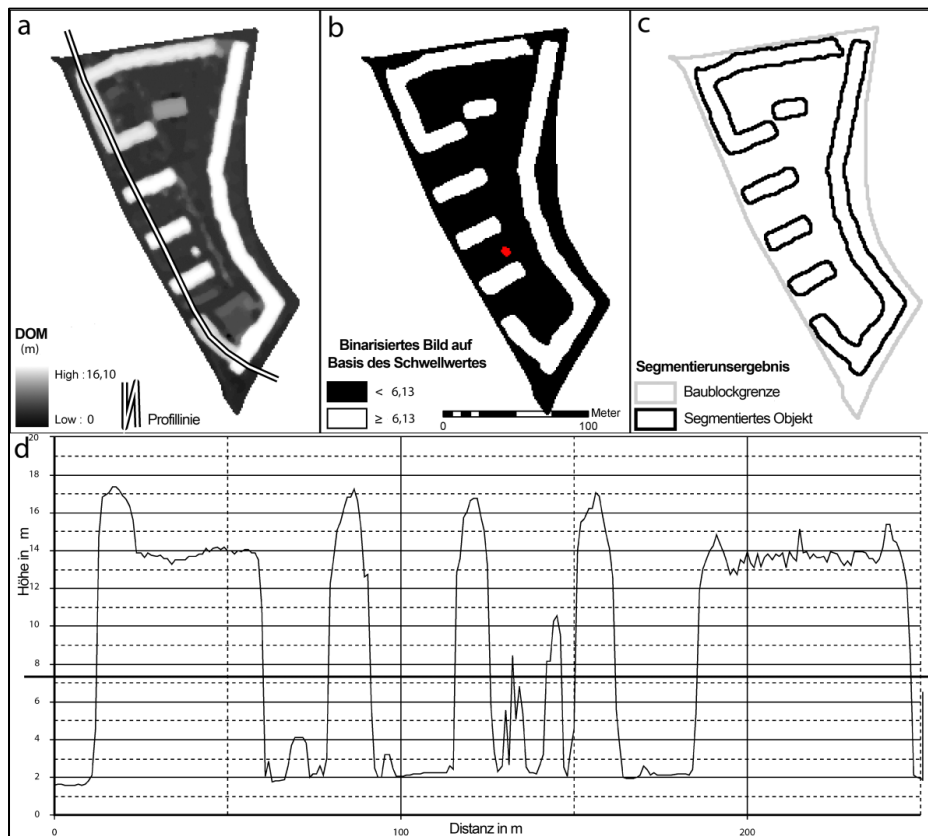 a
b
c
DOM
(m)
High : 16,10
Low : 0
Profillinie
Binarisiertes Bild auf
Basis des Schwellwertes
< 6,13
≥ 6,13
Meter
0 100
Segmentierunsergebnis
Baublockgrenze
Segmentiertes Objekt
d
Höhe in m
20
18
16
14
12
10
8
6
4
2
0
0 100 200
Distanz in m